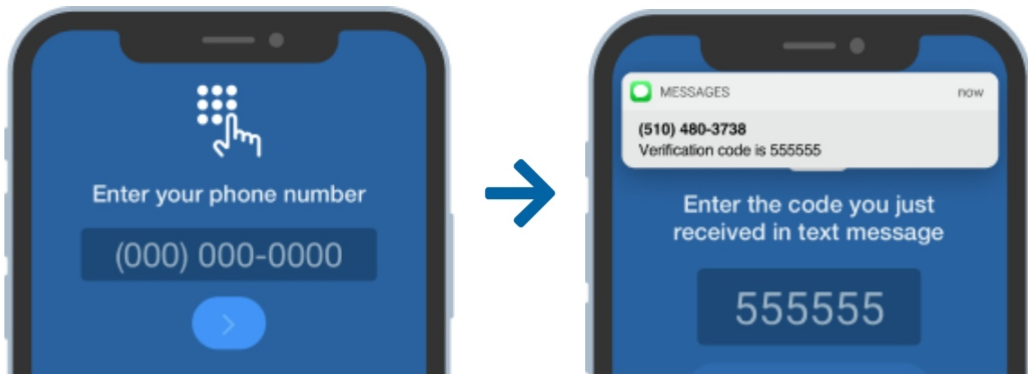 Enter your phone number
(000) 000-0000
MESSAGES now
(510) 480-3738
Verification code is 555555
Enter the code you just
received in text message
555555